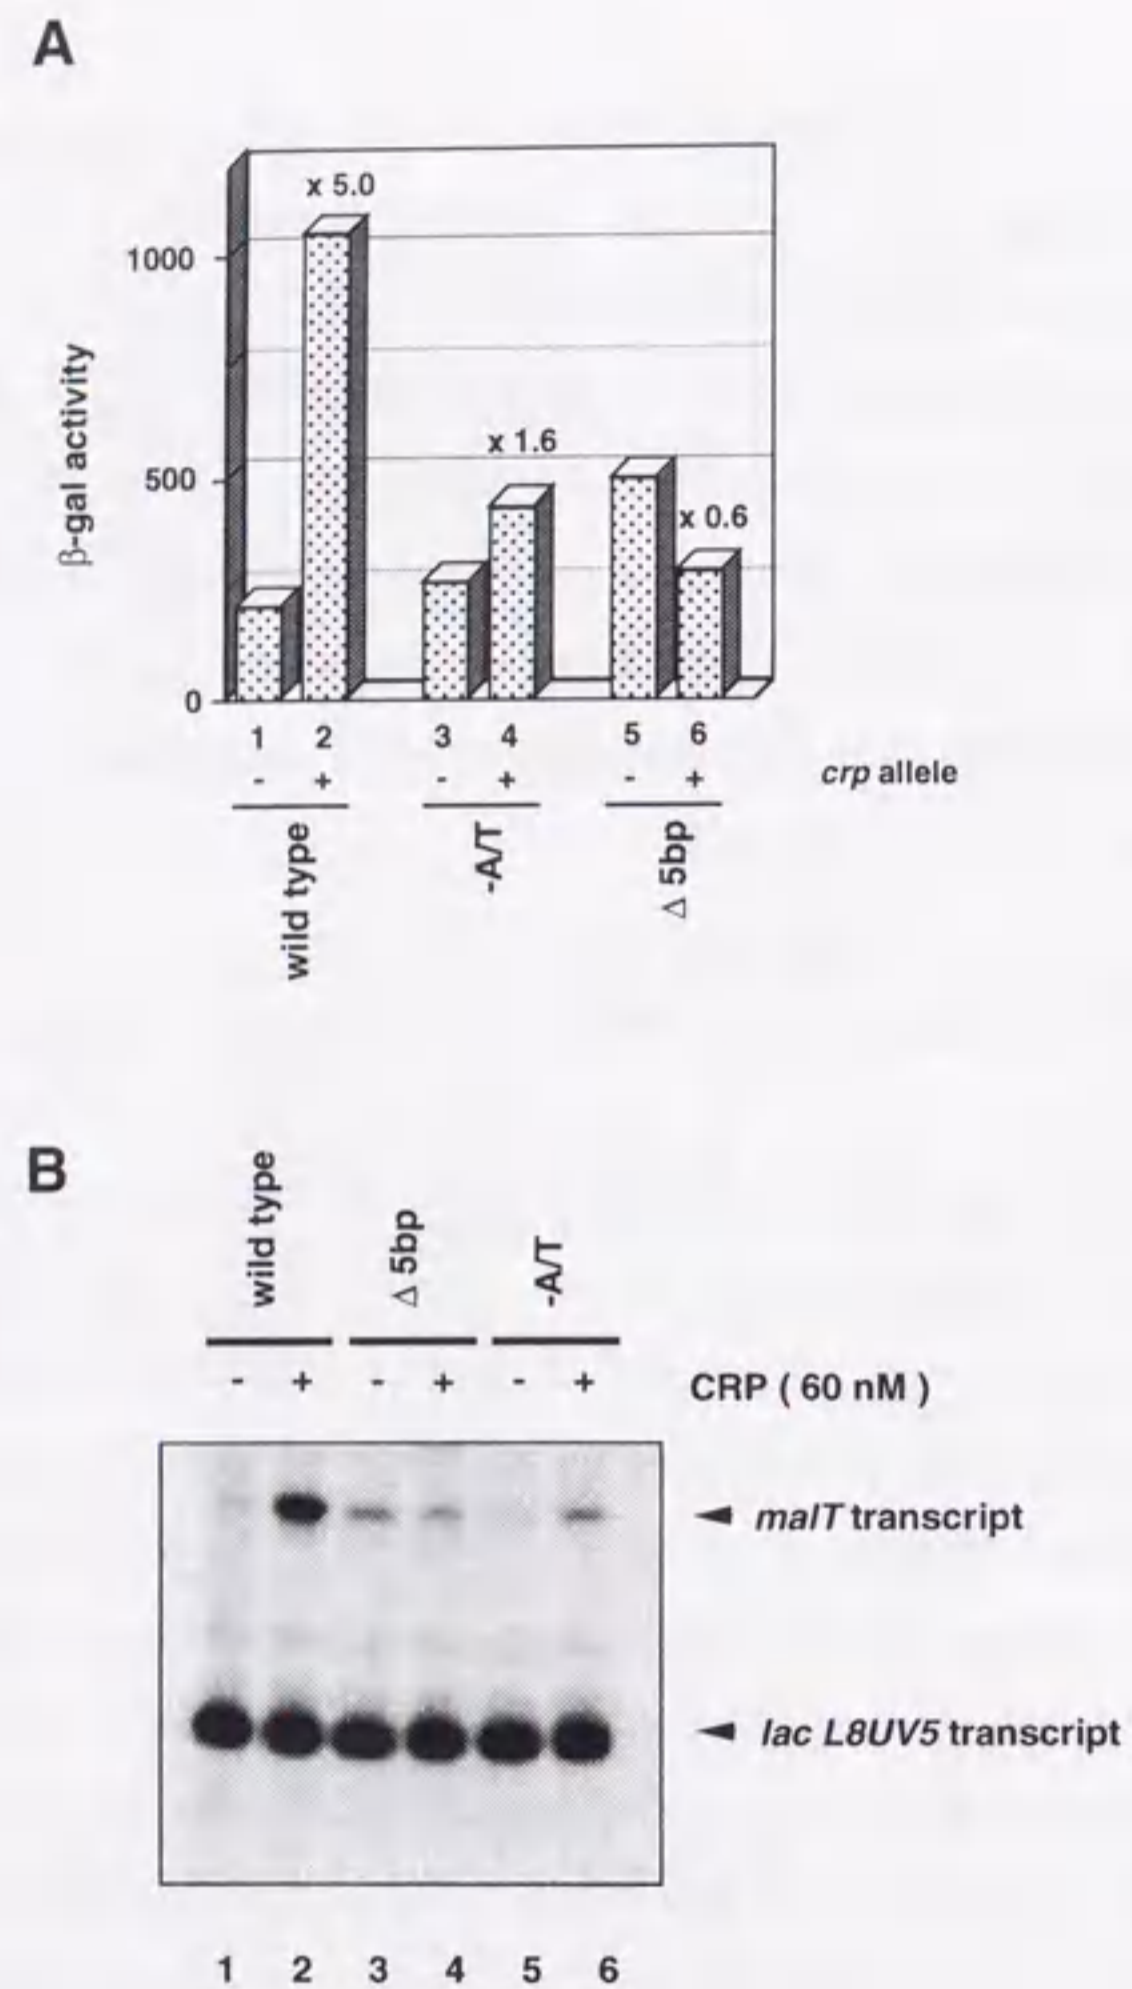 A
x 5.0
1000
x 1.6
500
x 0.6
0
β-gal activity
1 2 3 4 5 6
- + - + - + crp allele
wild type -A/T Δ 5bp
B
wild type Δ 5bp -A/T
- + - + - + CRP ( 60 nM )
malT transcript
lac L8UV5 transcript
1 2 3 4 5 6